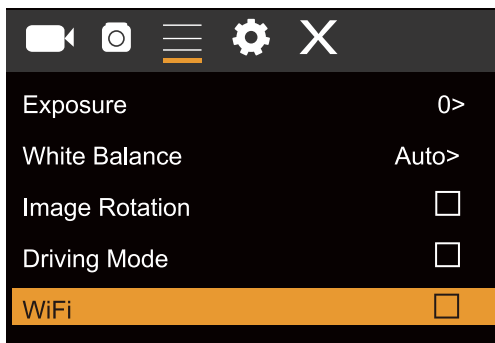 Exposure 0>
White Balance Auto>
Image Rotation
Driving Mode
WiFi